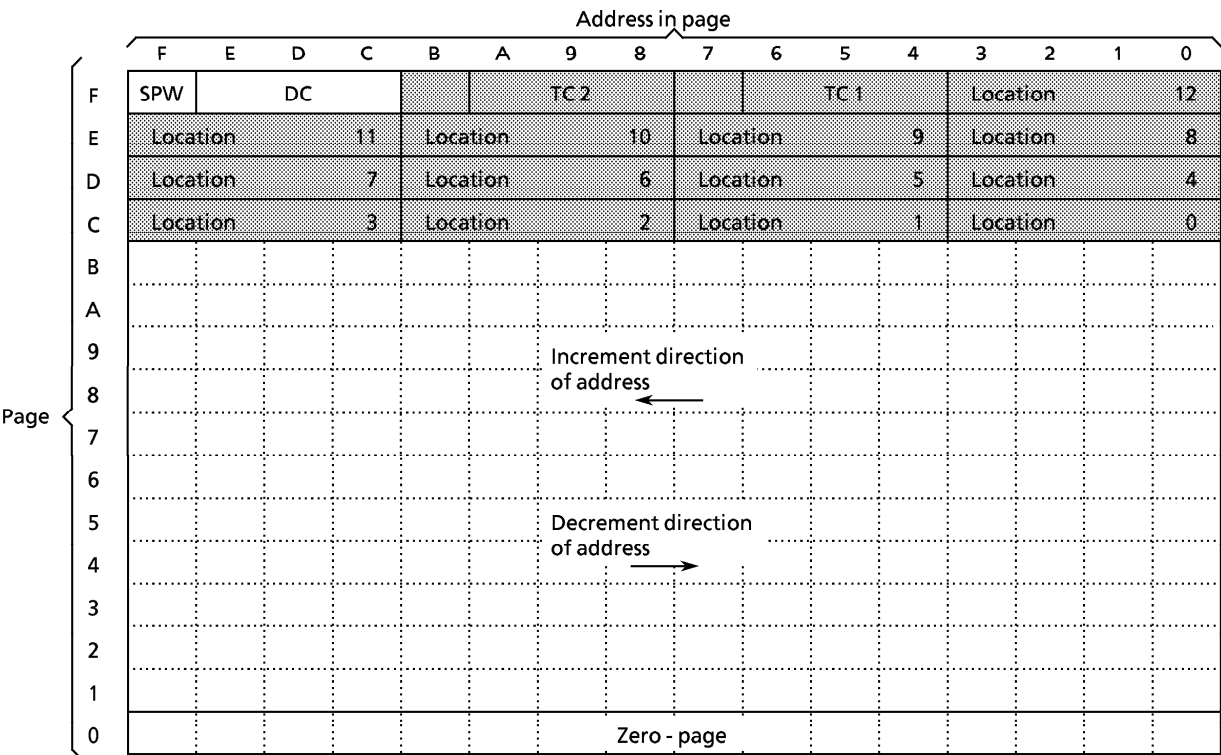 Address in page
F E D C B A 9 8 7 6 5 4 3 2 1 0
F SPW DC TC 2 TC 1 Location 12
E Location 11 Location 10 Location 9 Location 8
D Location 7 Location 6 Location 5 Location 4
C Location 3 Location 2 Location 1 Location 0
B
A
9
Increment direction
of address
8
Page
7
6
5
Decrement direction
of address
4
3
2
1
0 Zero - page